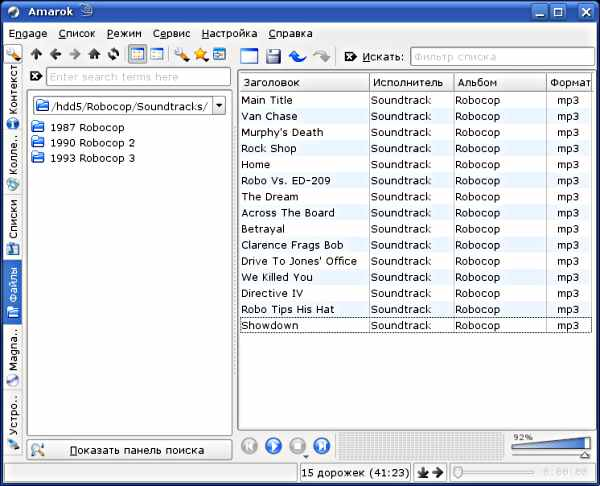 Amarok
Engage Список Режим Сервис Настройка Справка
Искать: Фильтр списка
Enter search terms here
Контекст
Колле..
Списки
Файлы
Magna..
Устро..
/hdd5/Robocop/Soundtracks/
1987 Robocop
1990 Robocop 2
1993 Robocop 3
Показать панель поиска
Заголовок Исполнитель Альбом Формат
Main Title Soundtrack Robocop mp3
Van Chase Soundtrack Robocop mp3
Murphy's Death Soundtrack Robocop mp3
Rock Shop Soundtrack Robocop mp3
Home Soundtrack Robocop mp3
Robo Vs. ED-209 Soundtrack Robocop mp3
The Dream Soundtrack Robocop mp3
Across The Board Soundtrack Robocop mp3
Betrayal Soundtrack Robocop mp3
Clarence Frags Bob Soundtrack Robocop mp3
Drive To Jones' Office Soundtrack Robocop mp3
We Killed You Soundtrack Robocop mp3
Directive IV Soundtrack Robocop mp3
Robo Tips His Hat Soundtrack Robocop mp3
Showdown Soundtrack Robocop mp3
92%
15 дорожек (41:23) 0:00:00